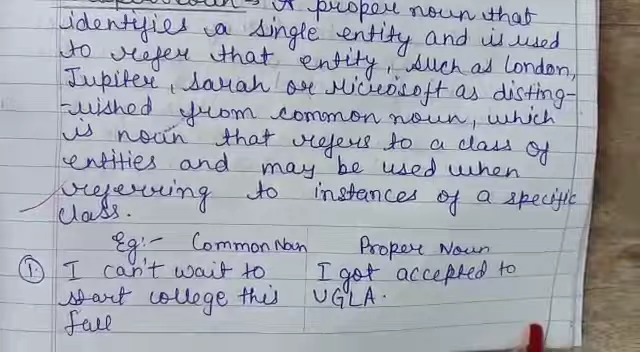 A proper noun that
identifies a single entity and is used
to refer that entity, such as London,
Jupiter, Sarah or Microsoft as disting-
-uished from common noun, which
is noun that refers to a class of
entities and may be used when
referring to instances of a specific
class.
Eg:- Common Noun Proper Noun
① I can't wait to I got accepted to
start college this UGLA.
fall